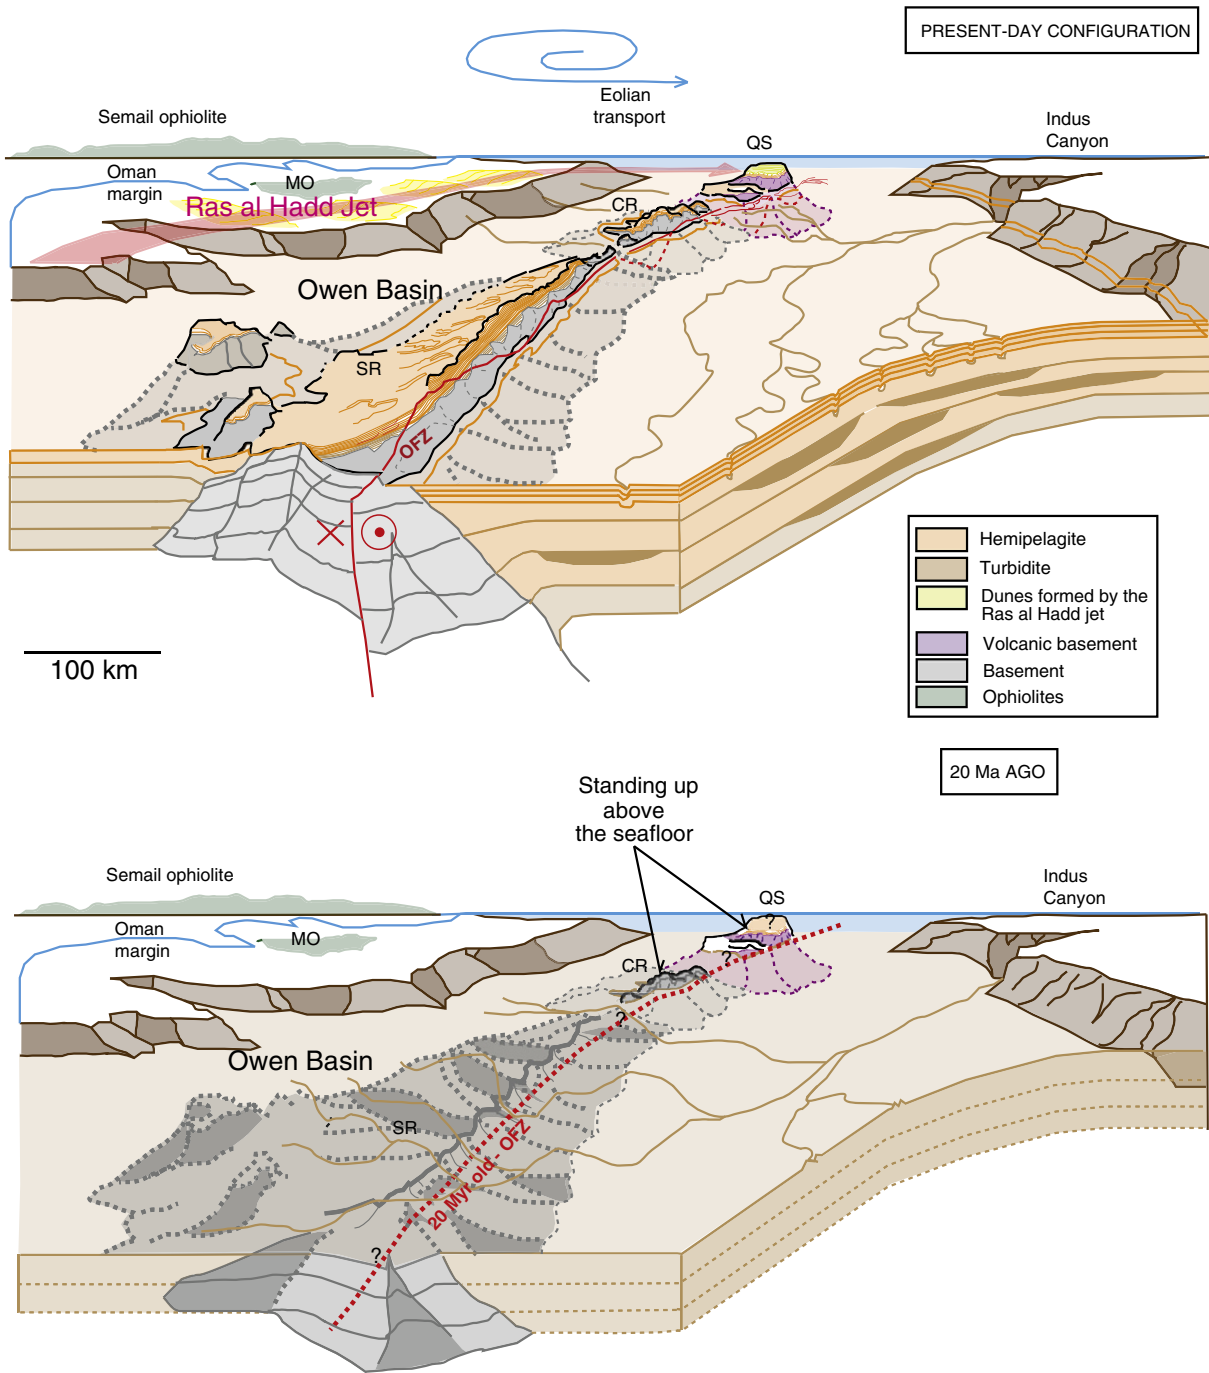 PRESENT-DAY CONFIGURATION
Eolian
transport
Semail ophiolite
Indus
Canyon
QS
Oman
margin
MO
Ras al Hadd Jet
CR
Owen Basin
SR
OFZ
Hemipelagite
Turbidite
Dunes formed by the
Ras al Hadd jet
Volcanic basement
Basement
Ophiolites
100 km
20 Ma AGO
Standing up
above
the seafloor
Semail ophiolite
Indus
Canyon
QS
?
Oman
margin
MO
?
CR
?
Owen Basin
SR
20 Myr old - OFZ
?